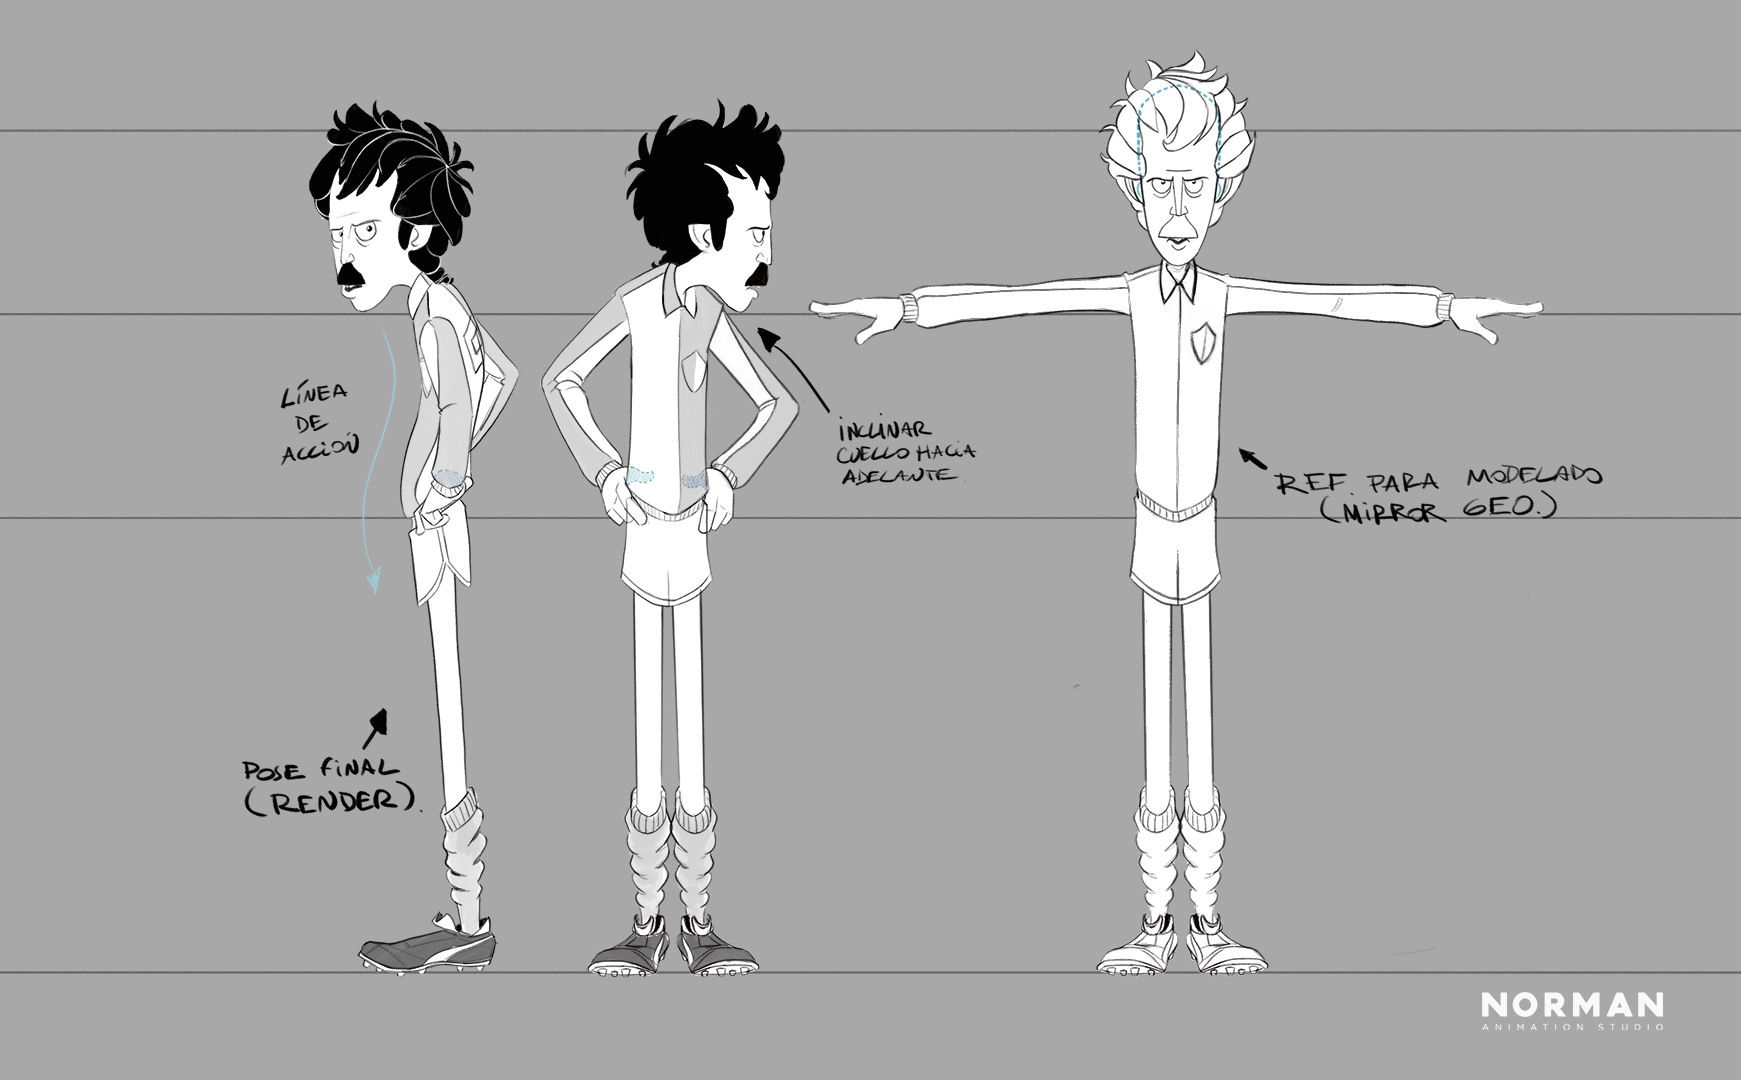 LÍNEA
DE
ACCIÓN
INCLINAR
CUELLO HACIA
ADELANTE.
REF. PARA MODELADO
(MIRROR GEO.)
POSE FINAL
(RENDER).
NORMAN
ANIMATION STUDIO